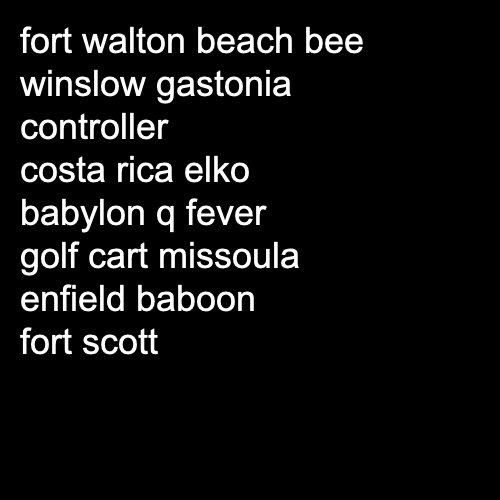 fort walton beach bee
winslow gastonia
controller
costa rica elko
babylon q fever
golf cart missoula
enfield baboon
fort scott